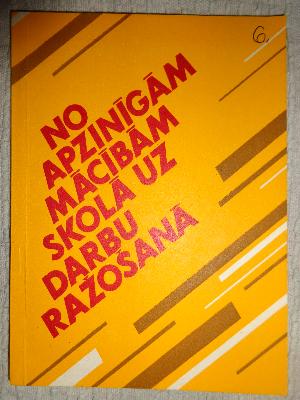 6.
NO
APZINĪGĀM
MĀCĪBĀM
SKOLĀ UZ
DARBU
RAŽOŠANĀ